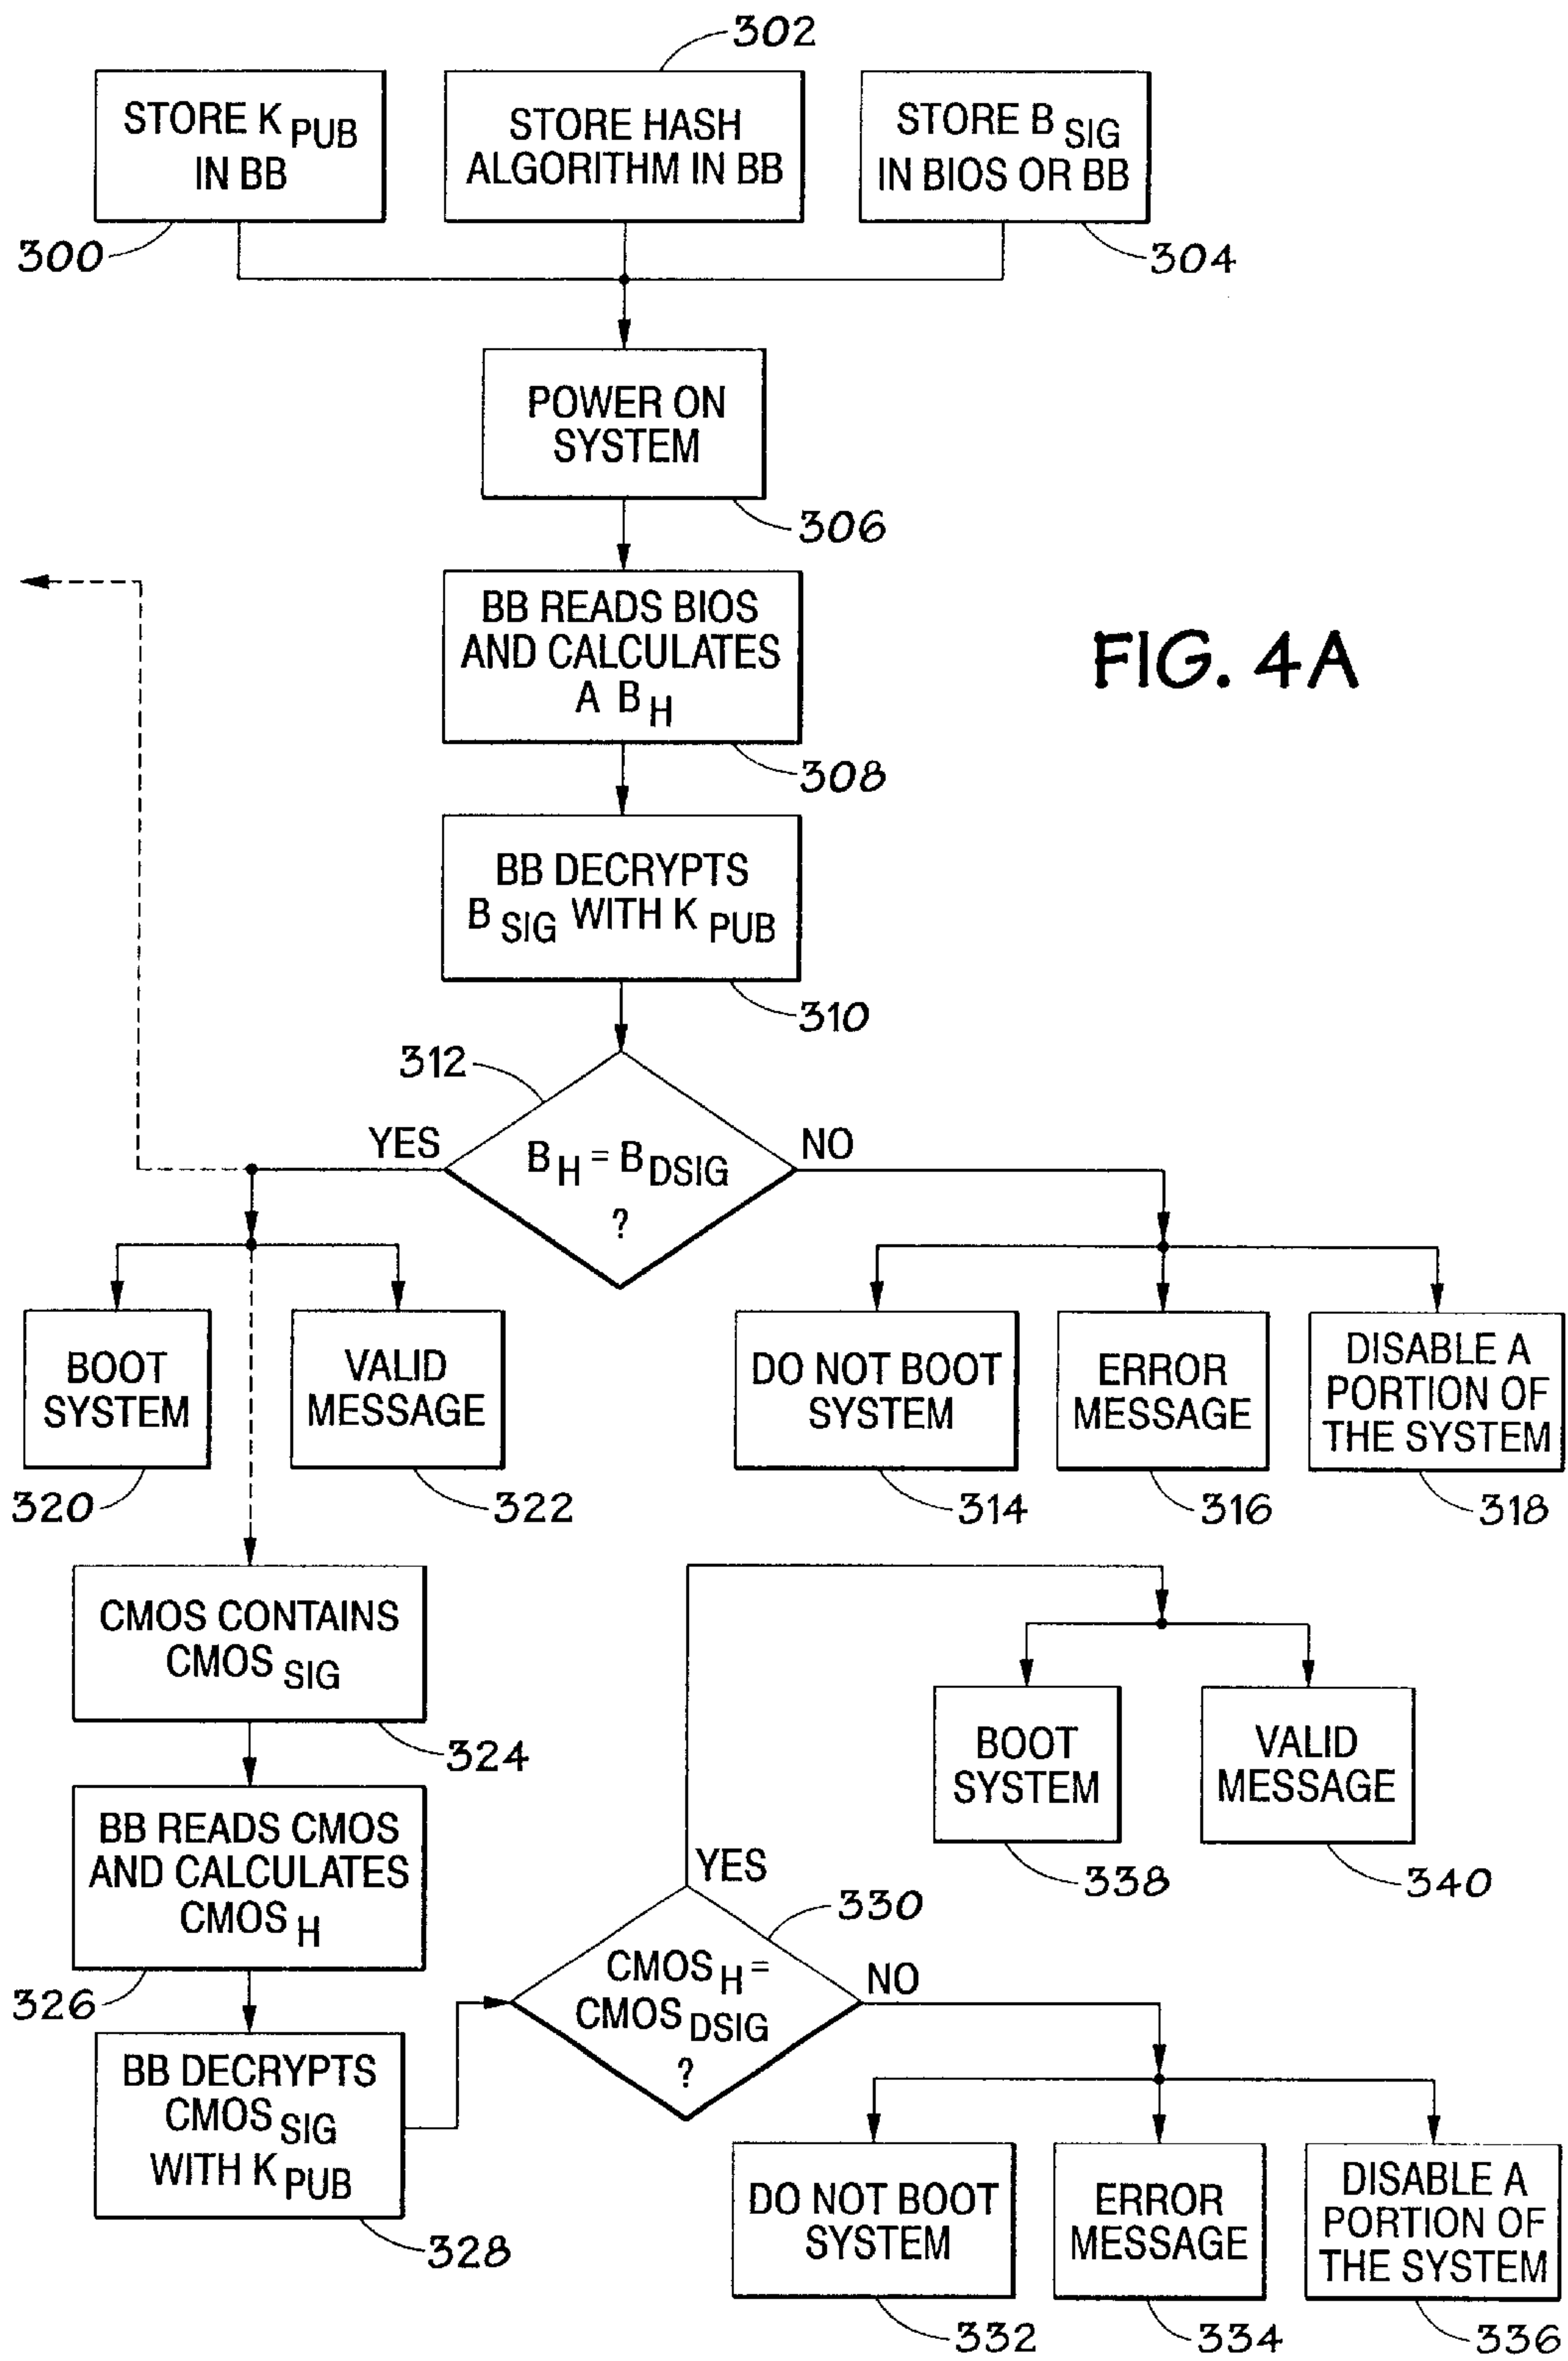 302
STORE K PUB
IN BB
STORE HASH
ALGORITHM IN BB
STORE B SIG
IN BIOS OR BB
300
304
POWER ON
SYSTEM
306
BB READS BIOS
AND CALCULATES
A B H
FIG. 4A
308
BB DECRYPTS
B SIG WITH K PUB
310
312
YES
NO
B H = B DSIG
?
BOOT
SYSTEM
VALID
MESSAGE
DO NOT BOOT
SYSTEM
ERROR
MESSAGE
DISABLE A
PORTION OF
THE SYSTEM
320
322
314
316
318
CMOS CONTAINS
CMOS SIG
324
BOOT
SYSTEM
VALID
MESSAGE
338
340
BB READS CMOS
AND CALCULATES
CMOS H
326
YES
330
CMOS H =
CMOS DSIG
?
NO
BB DECRYPTS
CMOS SIG
WITH K PUB
328
DO NOT BOOT
SYSTEM
ERROR
MESSAGE
DISABLE A
PORTION OF
THE SYSTEM
332
334
336